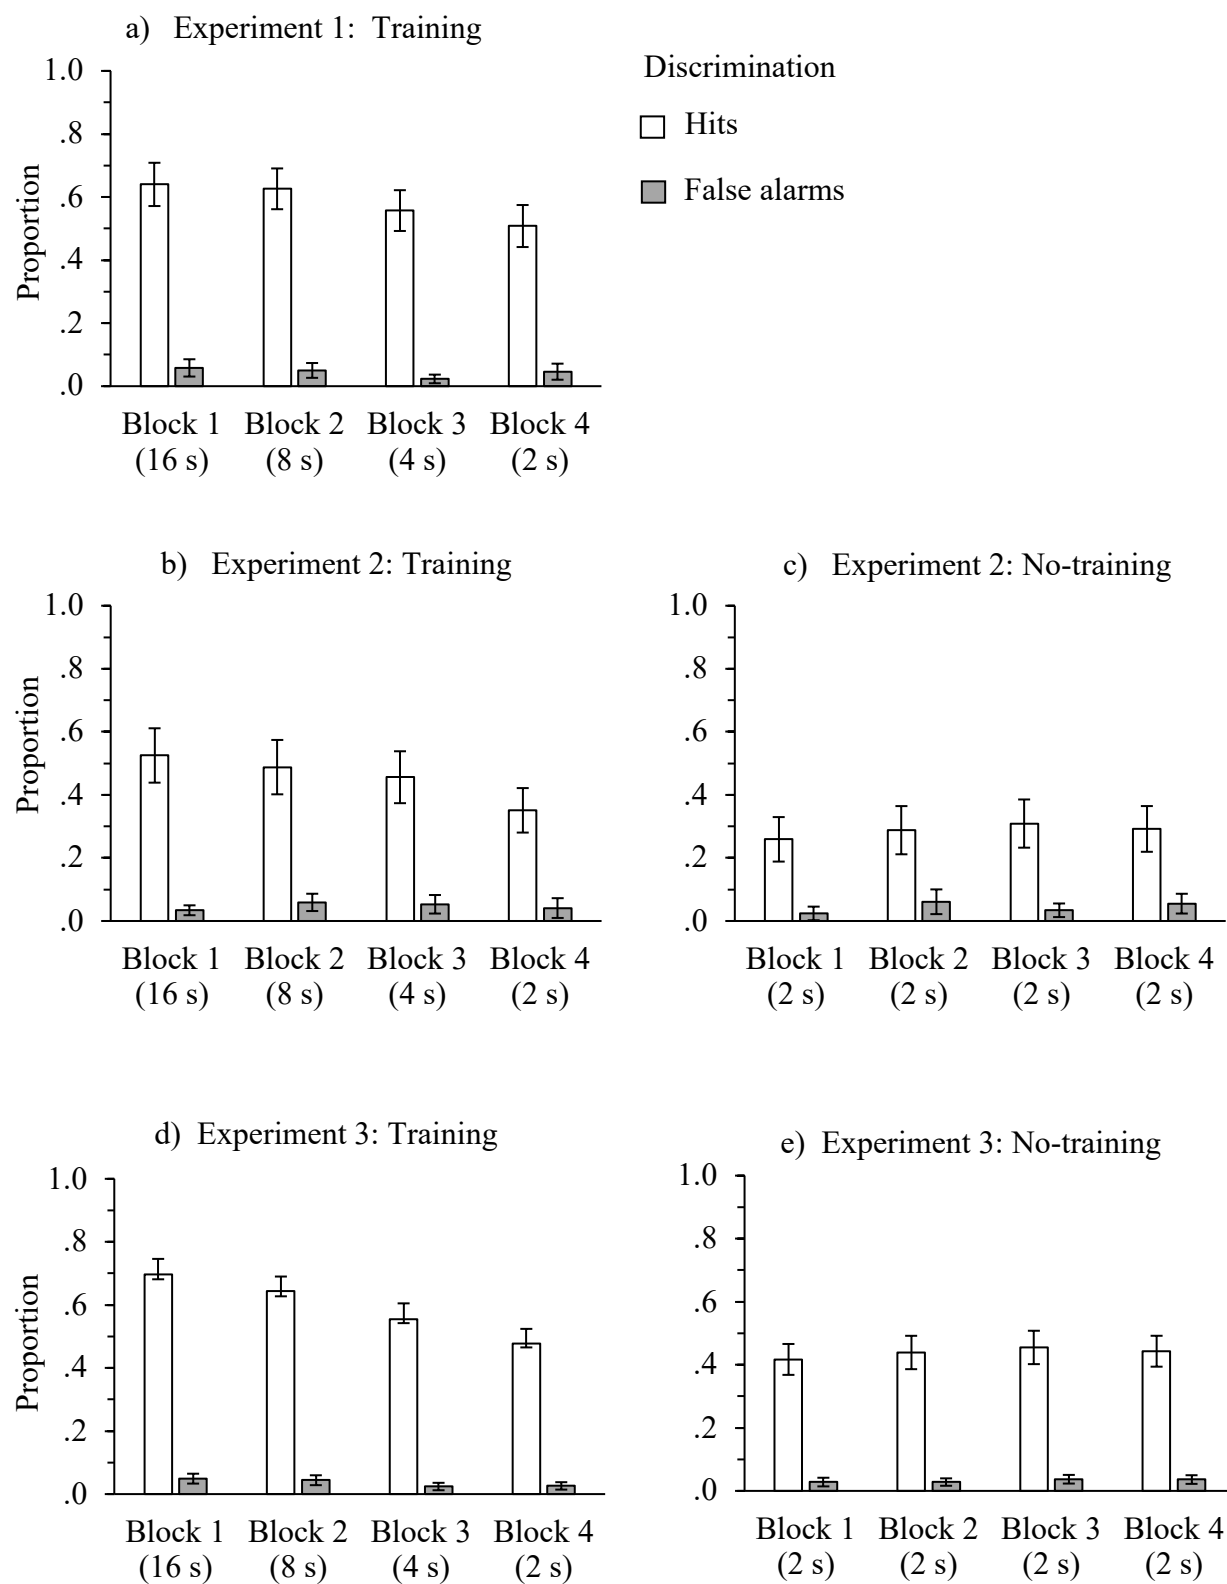 a) Experiment 1: Training
Discrimination
Hits
False alarms
Proportion
1.0
.8
.6
.4
.2
.0
Block 1 Block 2 Block 3 Block 4
(16 s) (8 s) (4 s) (2 s)
b) Experiment 2: Training
Proportion
1.0
.8
.6
.4
.2
.0
Block 1 Block 2 Block 3 Block 4
(16 s) (8 s) (4 s) (2 s)
c) Experiment 2: No-training
1.0
.8
.6
.4
.2
.0
Block 1 Block 2 Block 3 Block 4
(2 s) (2 s) (2 s) (2 s)
d) Experiment 3: Training
Proportion
1.0
.8
.6
.4
.2
.0
Block 1 Block 2 Block 3 Block 4
(16 s) (8 s) (4 s) (2 s)
e) Experiment 3: No-training
1.0
.8
.6
.4
.2
.0
Block 1 Block 2 Block 3 Block 4
(2 s) (2 s) (2 s) (2 s)